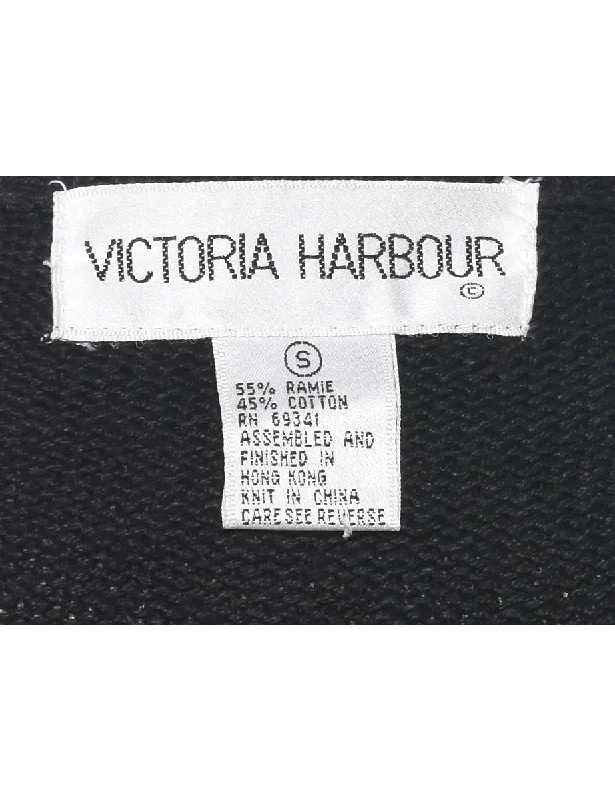 VICTORIA HARBOUR
©
S
55% RAMIE
45% COTTON
RN 69341
ASSEMBLED AND
FINISHED IN
HONG KONG
KNIT IN CHINA
CARE SEE REVERSE